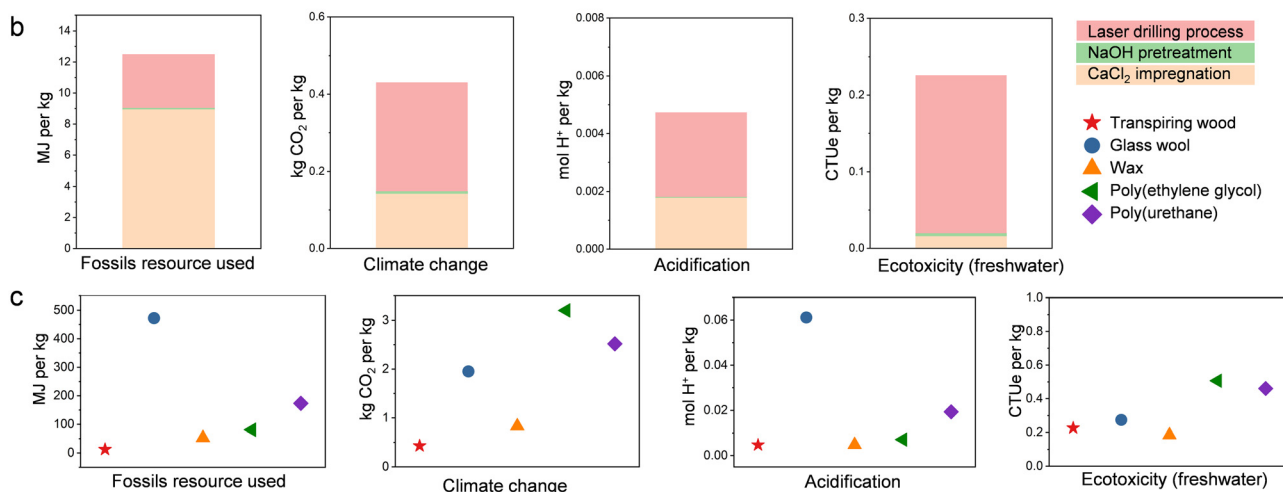 b
MJ per kg
14
12
10
8
6
4
2
0
Fossils resource used
kg CO₂ per kg
0.6
0.4
0.2
0.0
Climate change
mol H⁺ per kg
0.008
0.006
0.004
0.002
0.000
Acidification
CTUe per kg
0.3
0.2
0.1
0.0
Ecotoxicity (freshwater)
Laser drilling process
NaOH pretreatment
CaCl₂ impregnation
Transpiring wood
Glass wool
Wax
Poly(ethylene glycol)
Poly(urethane)
c
MJ per kg
500
400
300
200
100
0
Fossils resource used
kg CO₂ per kg
3
2
1
0
Climate change
mol H⁺ per kg
0.06
0.04
0.02
0.00
Acidification
CTUe per kg
1.0
0.8
0.6
0.4
0.2
0.0
Ecotoxicity (freshwater)